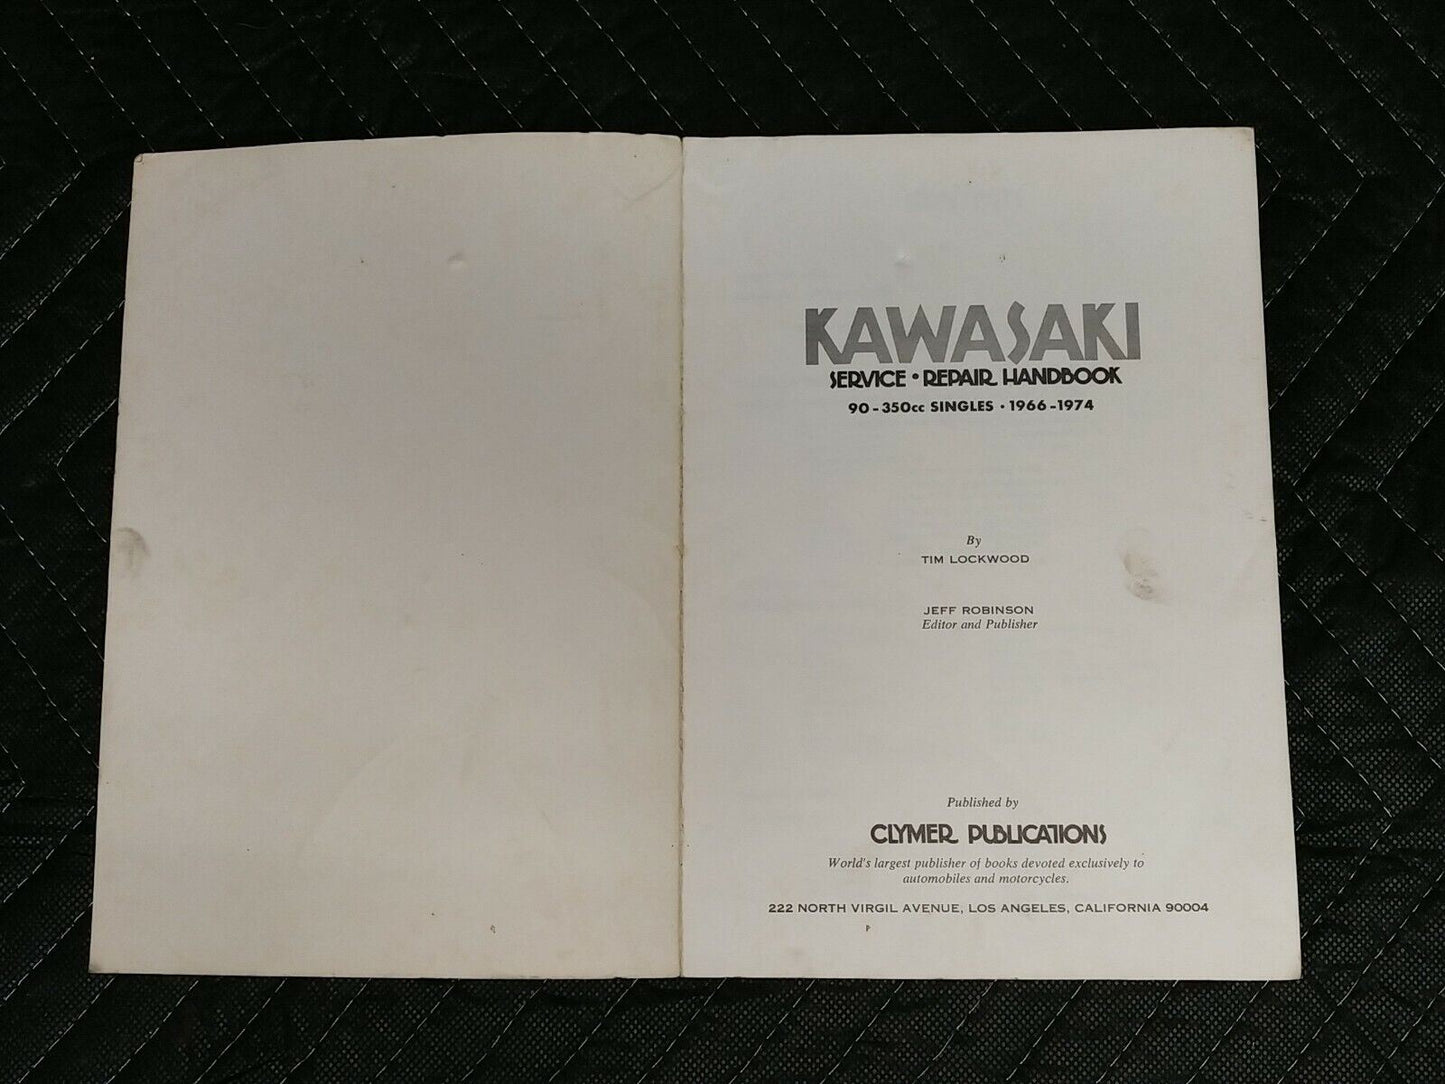 KAWASAKI
SERVICE • REPAIR HANDBOOK
90-350cc SINGLES • 1966-1974
By
TIM LOCKWOOD
JEFF ROBINSON
Editor and Publisher
Published by
CLYMER PUBLICATIONS
World's largest publisher of books devoted exclusively to
automobiles and motorcycles.
222 NORTH VIRGIL AVENUE, LOS ANGELES, CALIFORNIA 90004